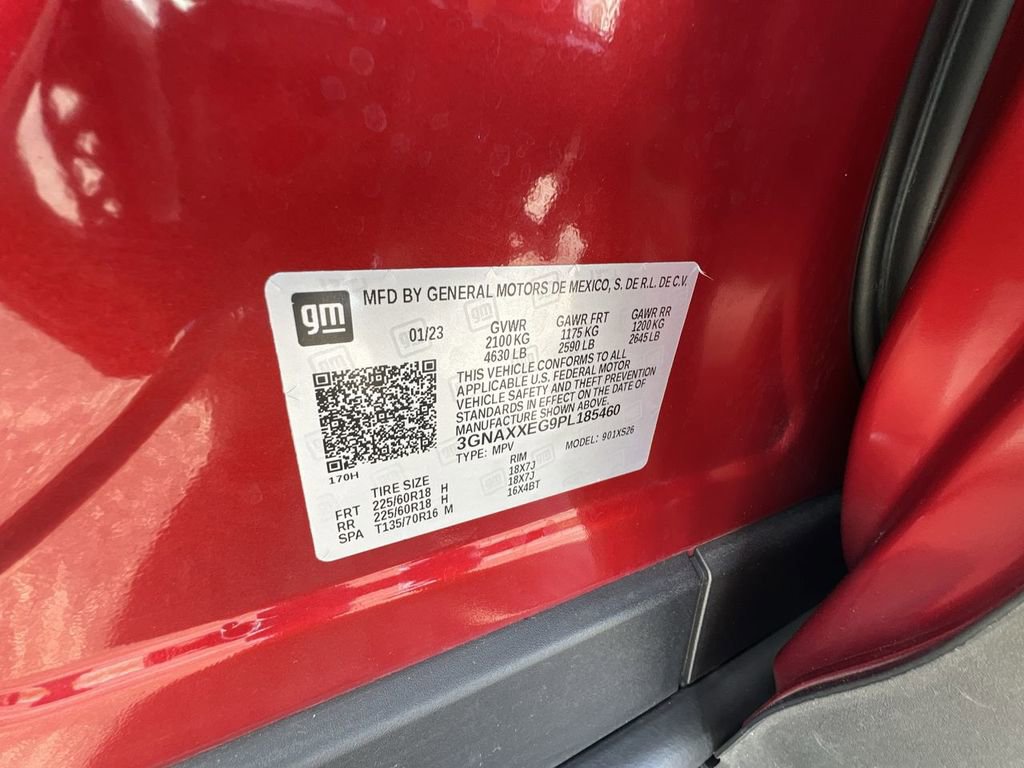 gm
MFD BY GENERAL MOTORS DE MEXICO, S. DE R.L. DE C.V.
01/23
GVWR GAWR FRT GAWR RR
2100 KG 1175 KG 1200 KG
4630 LB 2590 LB 2645 LB
THIS VEHICLE CONFORMS TO ALL
APPLICABLE U.S. FEDERAL MOTOR
VEHICLE SAFETY AND THEFT PREVENTION
STANDARDS IN EFFECT ON THE DATE OF
MANUFACTURE SHOWN ABOVE.
3GNAXXEG9PL185460
TYPE: MPV MODEL: 901XS26
170H
TIRE SIZE RIM
FRT 225/60R18 H 18X7J
RR 225/60R18 H 18X7J
SPA T135/70R16 M 16X4BT